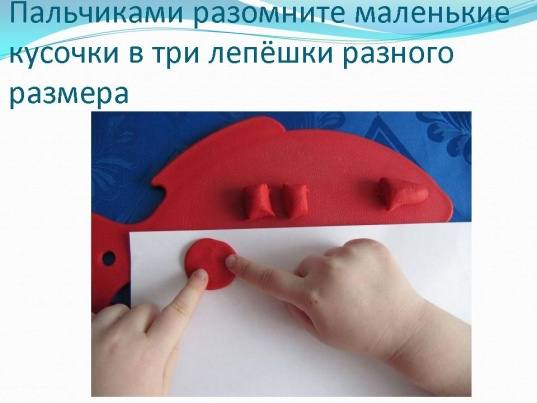 Пальчиками разомните маленькие
кусочки в три лепёшки разного
размера